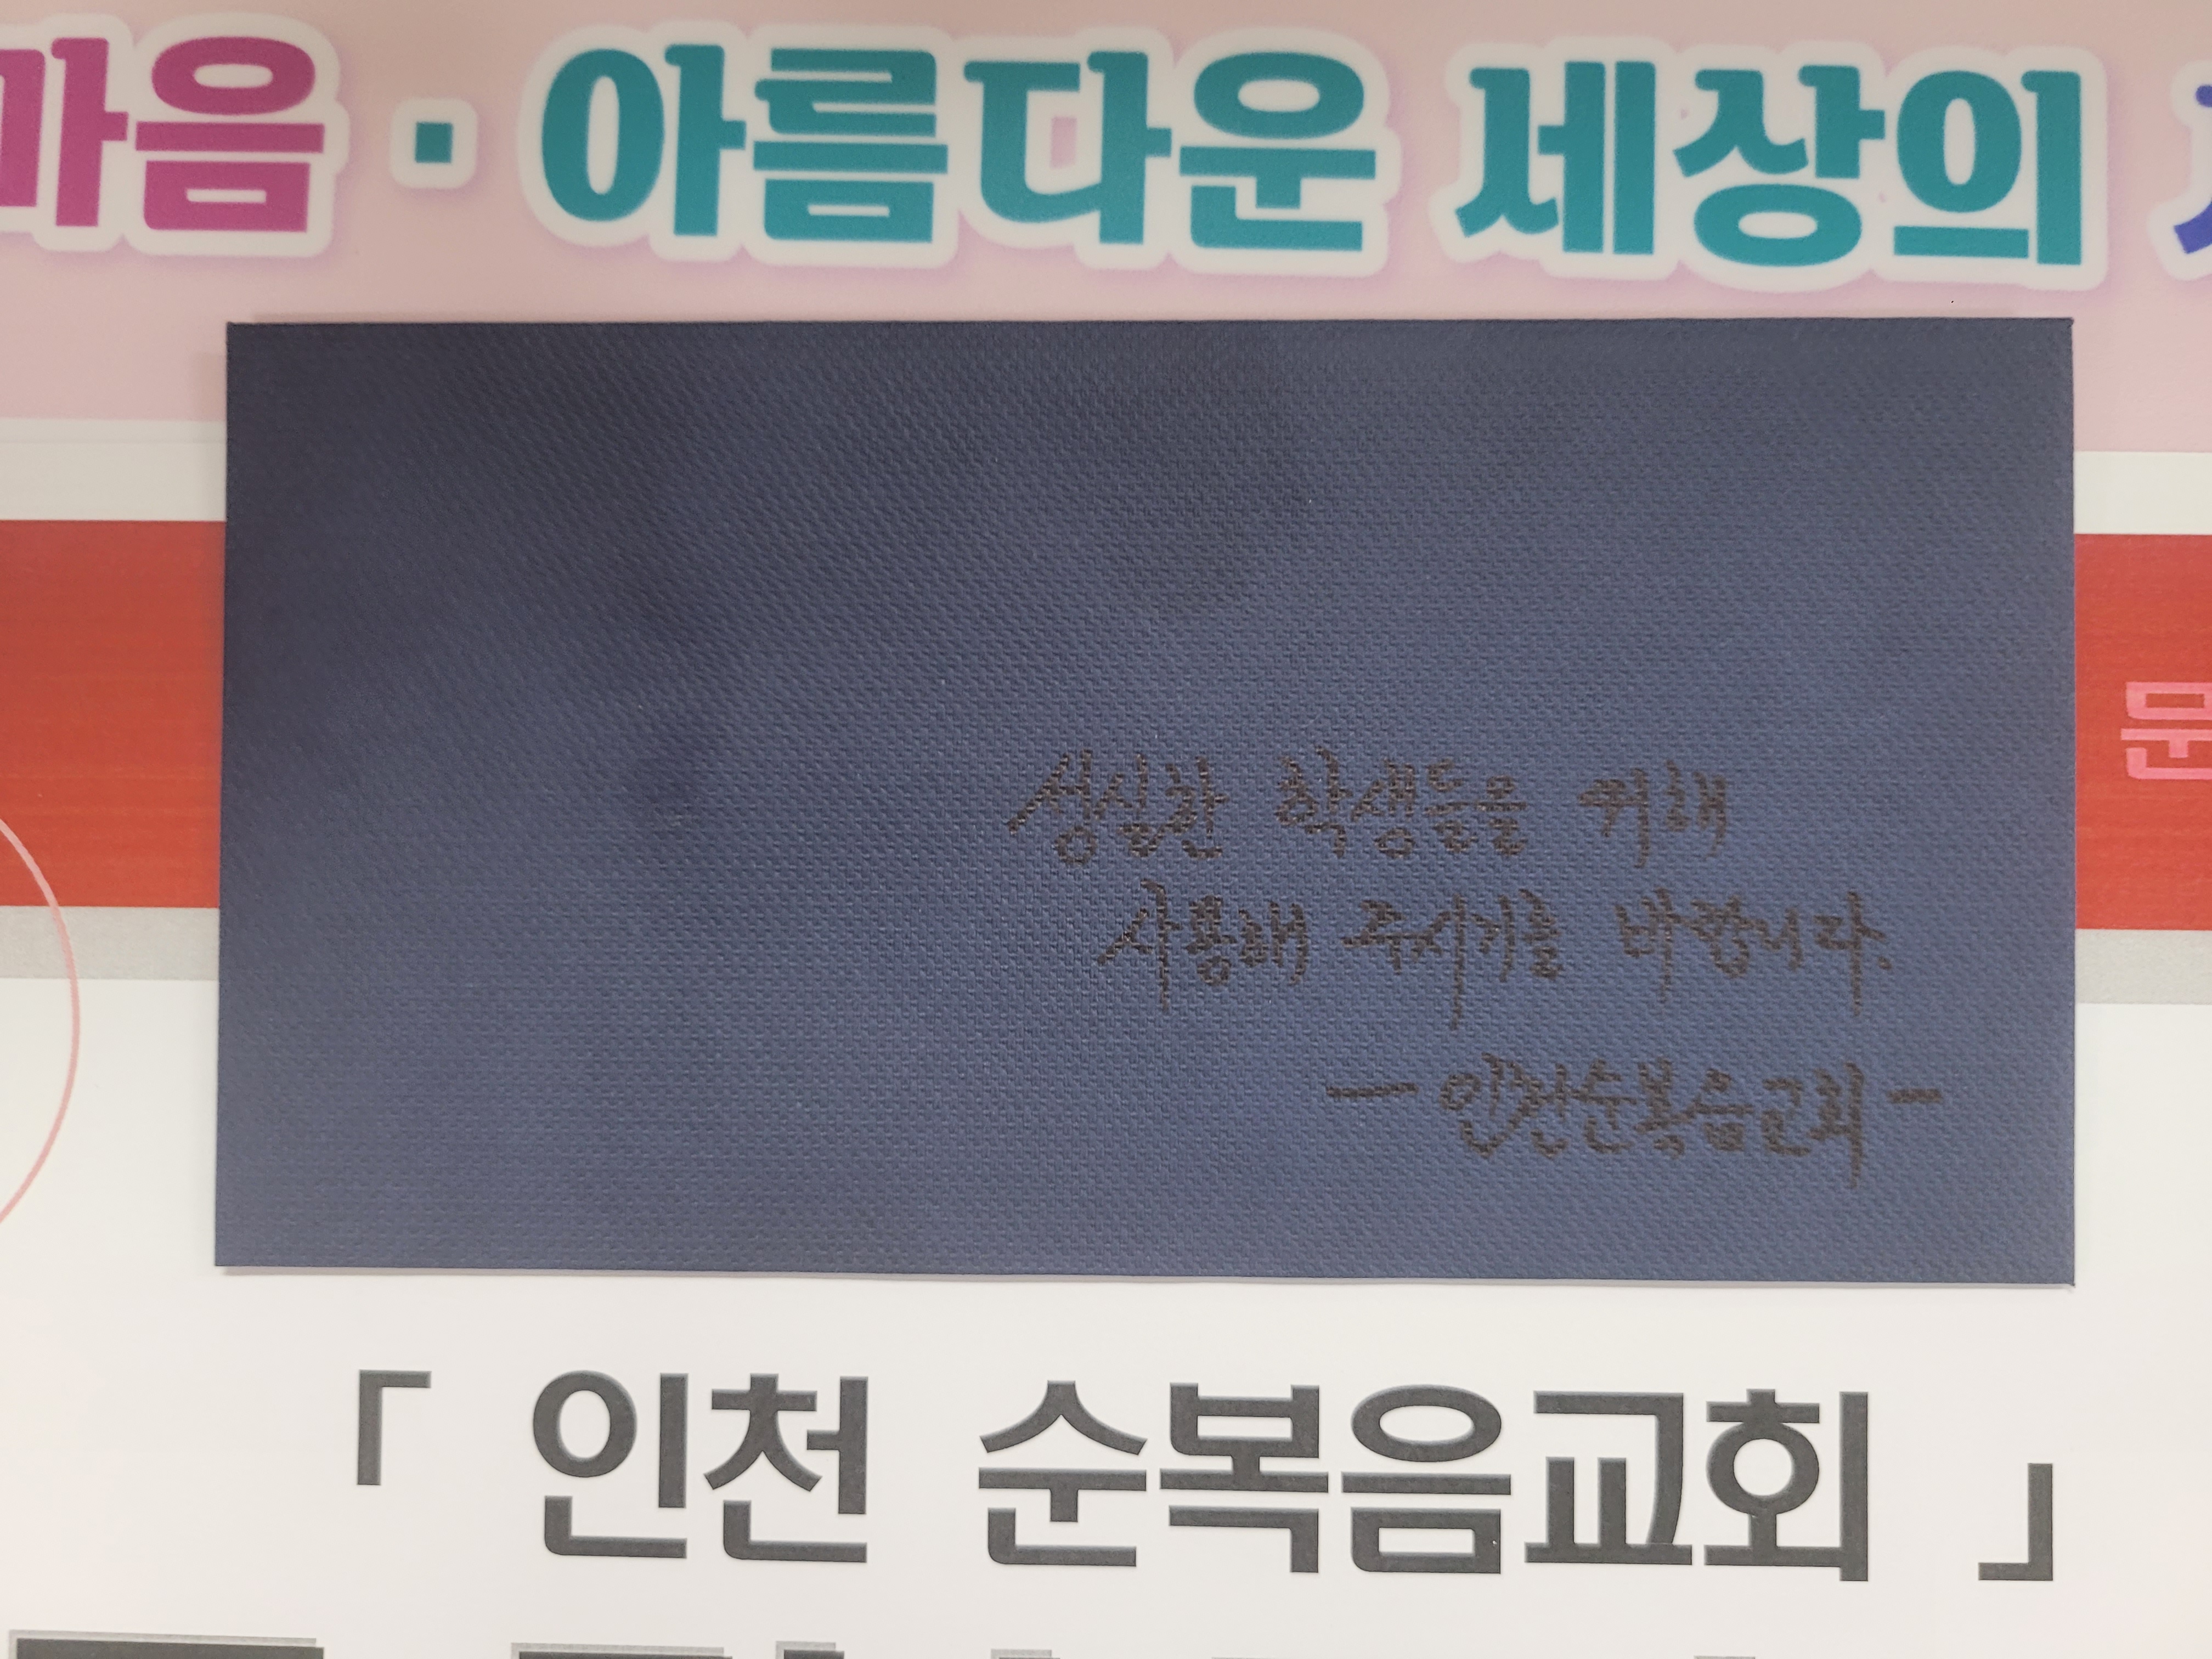 마음 · 아름다운 세상의
문
성실한 학생들을 위해
사용해 주시기를 바랍니다.
- 인천순복음교회 -
「 인천 순복음교회 」